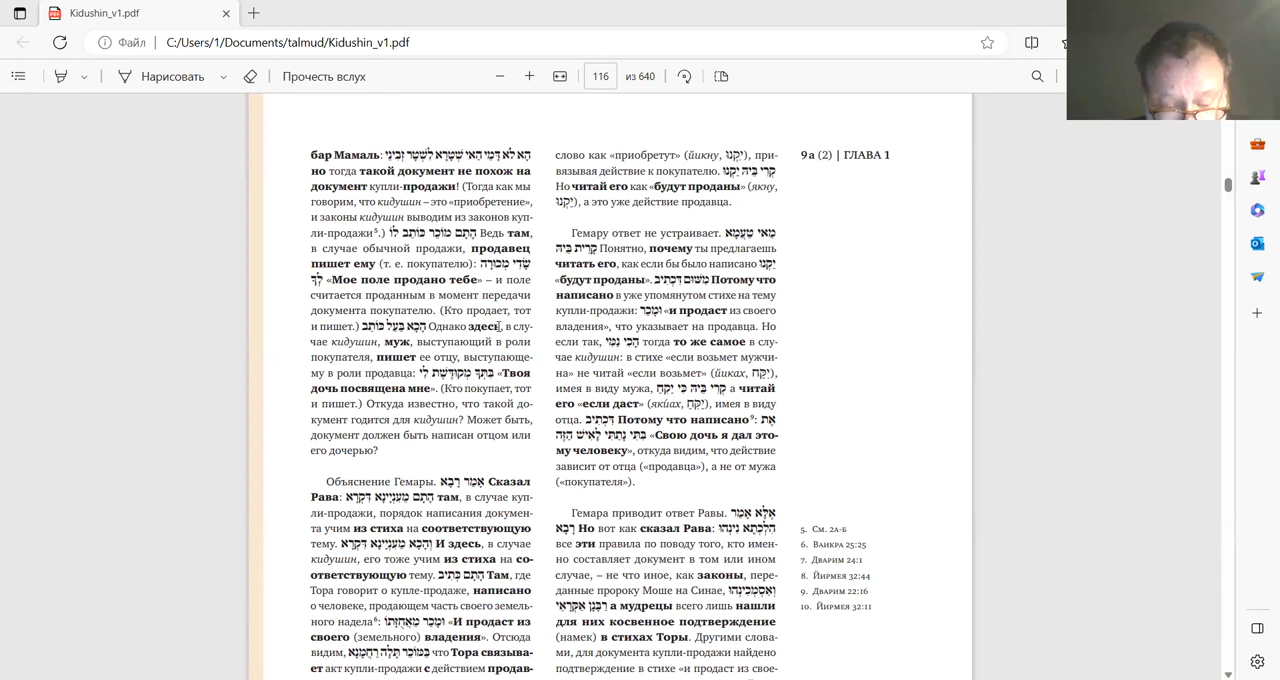 Kidushin_v1.pdf
Файл
C:/Users/1/Documents/talmud/Kidushin_v1.pdf
Нарисовать
Прочесть вслух
116
из 640
бар Мамаль: הָא לֹא דָּמֵי הַאי שְׁטָרָא לִשְׁטָר זְבִינֵי
но тогда такой документ не похож на
документ купли-продажи! (Тогда как мы
говорим, что кидушин – это «приобретение»,
и законы кидушин выводим из законов куп-
ли-продажи⁵.) הָתָם מוֹכֵר כּוֹתֵב לוֹ Ведь там,
в случае обычной продажи, продавец
пишет ему (т. е. покупателю): שָׂדִי מְכוּרָה
לָךְ «Мое поле продано тебе» – и поле
считается проданным в момент передачи
документа покупателю. (Кто продает, тот
и пишет.) הָכָא בַּעַל כּוֹתֵב Однако здесь, в слу-
чае кидушин, муж, выступающий в роли
покупателя, пишет ее отцу, выступающе-
му в роли продавца: בִּתְּךָ מְקוּדֶּשֶׁת לִי «Твоя
дочь посвящена мне». (Кто покупает, тот
и пишет.) Откуда известно, что такой до-
кумент годится для кидушин? Может быть,
документ должен быть написан отцом или
его дочерью?
Объяснение Гемары. אָמַר רָבָא Сказал
Рава: הָתָם מֵעִנְיָינָא דִּקְרָא там, в случае куп-
ли-продажи, порядок написания докумен-
та учим из стиха на соответствующую
тему. וְהָכָא מֵעִנְיָינָא דִּקְרָא И здесь, в случае
кидушин, его тоже учим из стиха на со-
ответствующую тему. הָתָם כְּתִיב Там, где
Тора говорит о купле-продаже, написано
о человеке, продающем часть своего земель-
ного надела⁶: וּמָכַר מֵאֲחֻזָּתוֹ «И продаст из
своего (земельного) владения». Отсюда
видим, בְּמוֹכֵר תָּלָה רַחְמָנָא что Тора связыва-
ет акт купли-продажи с действием продав-
слово как «приобретут» (йикну, יִקְנוּ), при-
вязывая действие к покупателю. קְרֵי בֵּיהּ יַקְנוּ
Но читай его как «будут проданы» (якну,
יַקְנוּ), а это уже действие продавца.
Гемару ответ не устраивает. מַאי טַעְמָא
קָרֵית בֵּיהּ Понятно, почему ты предлагаешь
читать его, как если бы было написано יַקְנוּ
«будут проданы». מִשּׁוּם דִּכְתִיב Потому что
написано в уже упомянутом стихе на тему
купли-продажи: וּמָכַר «и продаст из своего
владения», что указывает на продавца. Но
если так, הָכִי נַמֵי тогда то же самое в слу-
чае кидушин: в стихе «если возьмет мужчи-
на» не читай «если возьмет» (йиках, יִקַּח),
имея в виду мужа, קְרֵי בֵּיהּ כִּי יַקַּח а читай
его «если даст» (яки́ах, יַקַּח), имея в виду
отца. דִּכְתִיב Потому что написано⁹: אֶת
בִּתִּי נָתַתִּי לָאִישׁ הַזֶּה «Свою дочь я дал это-
му человеку», откуда видим, что действие
зависит от отца («продавца»), а не от мужа
(«покупателя»).
Гемара приводит ответ Равы. אֶלָּא אָמַר
רָבָא Но вот как сказал Рава: הִלְכְתָא נִינְהוּ
все эти правила по поводу того, кто имен-
но составляет документ в том или ином
случае, – не что иное, как законы, пере-
данные пророку Моше на Синае, וְאַסְמְכִינְהוּ
רַבָּנַן אַקְּרָאֵי а мудрецы всего лишь нашли
для них косвенное подтверждение
(намек) в стихах Торы. Другими слова-
ми, для документа купли-продажи найдено
подтверждение в стихе «и продаст из свое-
9а (2) | ГЛАВА 1
5. См. 2а-б
6. Ваикра 25:25
7. Дварим 24:1
8. Йирмея 32:44
9. Дварим 22:16
10. Йирмея 32:11